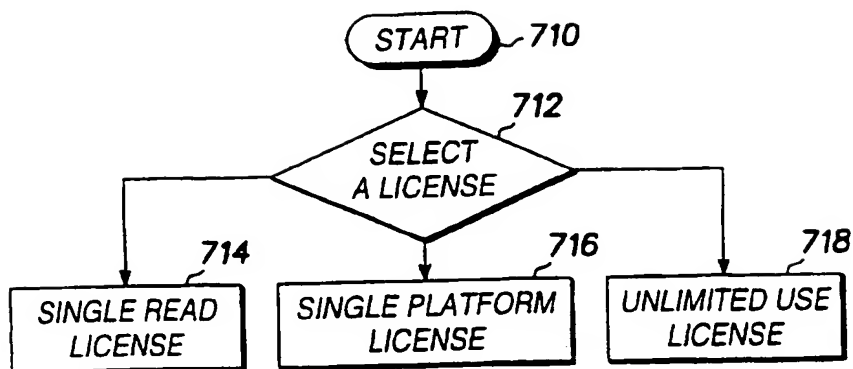 START
710
712
SELECT
A LICENSE
714
716
718
SINGLE READ
LICENSE
SINGLE PLATFORM
LICENSE
UNLIMITED USE
LICENSE